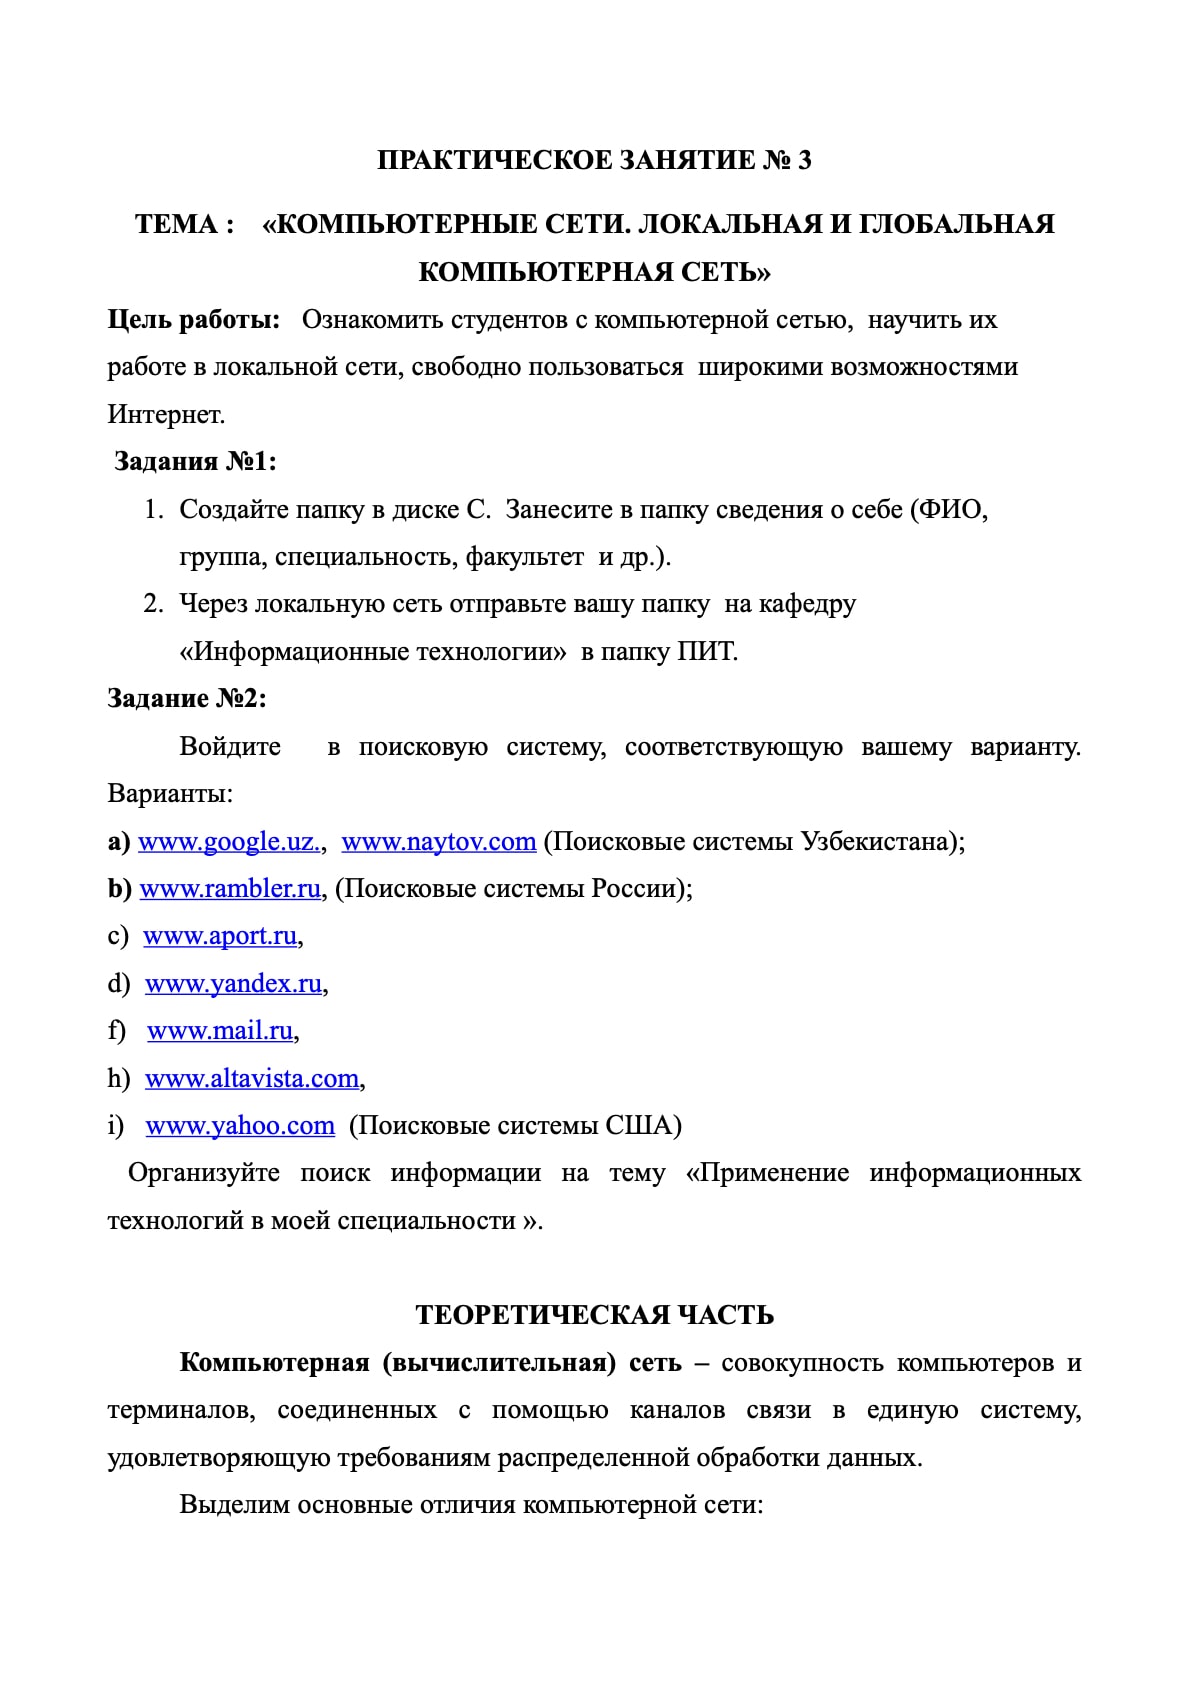 ПРАКТИЧЕСКОЕ ЗАНЯТИЕ № 3
ТЕМА : «КОМПЬЮТЕРНЫЕ СЕТИ. ЛОКАЛЬНАЯ И ГЛОБАЛЬНАЯ
КОМПЬЮТЕРНАЯ СЕТЬ»
Цель работы: Ознакомить студентов с компьютерной сетью, научить их
работе в локальной сети, свободно пользоваться широкими возможностями
Интернет.
Задания №1:
1. Создайте папку в диске С. Занесите в папку сведения о себе (ФИО,
группа, специальность, факультет и др.).
2. Через локальную сеть отправьте вашу папку на кафедру
«Информационные технологии» в папку ПИТ.
Задание №2:
Войдите в поисковую систему, соответствующую вашему варианту.
Варианты:
a) www.google.uz., www.naytov.com (Поисковые системы Узбекистана);
b) www.rambler.ru, (Поисковые системы России);
c) www.aport.ru,
d) www.yandex.ru,
f) www.mail.ru,
h) www.altavista.com,
i) www.yahoo.com (Поисковые системы США)
Организуйте поиск информации на тему «Применение информационных
технологий в моей специальности ».
ТЕОРЕТИЧЕСКАЯ ЧАСТЬ
Компьютерная (вычислительная) сеть – совокупность компьютеров и
терминалов, соединенных с помощью каналов связи в единую систему,
удовлетворяющую требованиям распределенной обработки данных.
Выделим основные отличия компьютерной сети: